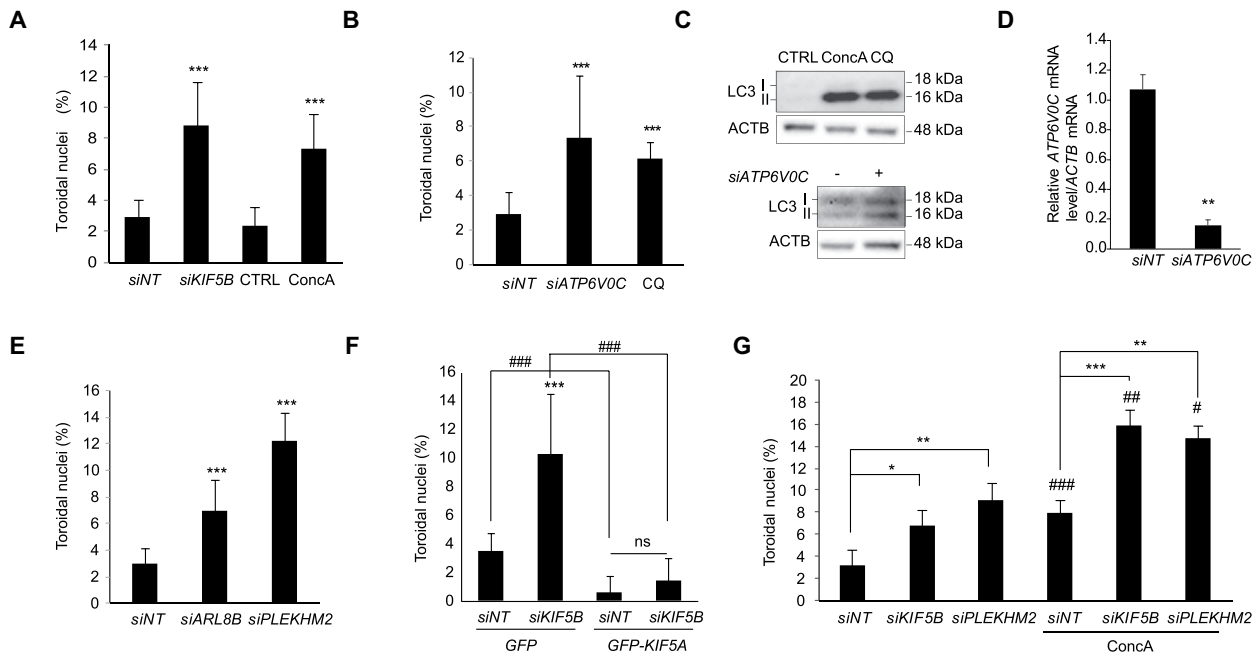 A
Toroidal nuclei (%)
14
12
10
8
6
4
2
0
***
***
siNT siKIF5B CTRL ConcA
B
Toroidal nuclei (%)
12
10
8
6
4
2
0
***
***
siNT siATP6V0C CQ
C
CTRL ConcA CQ
LC3 I
II
18 kDa
16 kDa
ACTB
48 kDa
siATP6V0C - +
LC3 I
II
18 kDa
16 kDa
ACTB
48 kDa
D
Relative ATP6V0C mRNA
level/ACTB mRNA
1.4
1.2
1.0
0.8
0.6
0.4
0.2
0.0
**
siNT siATP6V0C
E
Toroidal nuclei (%)
16
14
12
10
8
6
4
2
0
***
***
siNT siARL8B siPLEKHM2
F
Toroidal nuclei (%)
16
14
12
10
8
6
4
2
0
###
###
***
ns
siNT siKIF5B siNT siKIF5B
GFP GFP-KIF5A
G
Toroidal nuclei (%)
20
18
16
14
12
10
8
6
4
2
0
**
***
##
#
**
*
###
siNT siKIF5B siPLEKHM2 siNT siKIF5B siPLEKHM2
ConcA